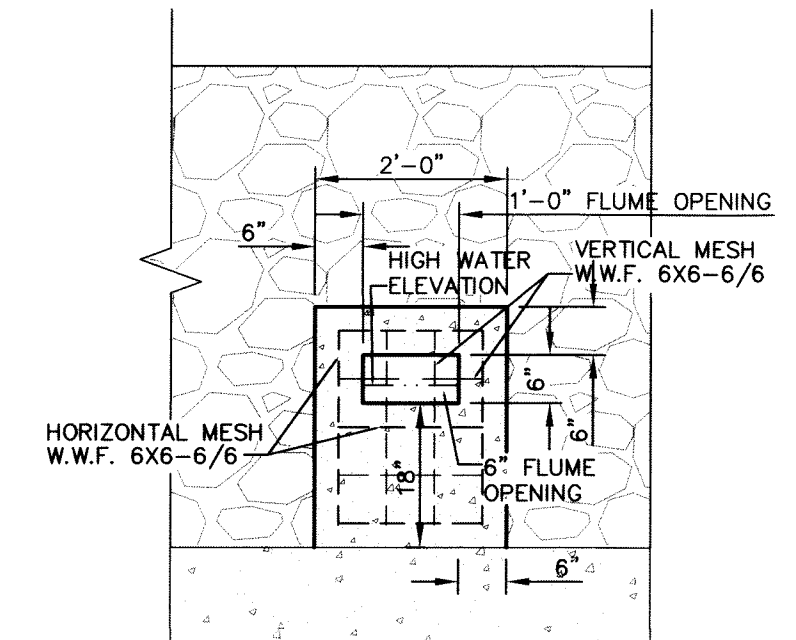 2'-0"
1'-0" FLUME OPENING
6"
HIGH WATER
ELEVATION
VERTICAL MESH
W.W.F. 6X6-6/6
6"
6"
HORIZONTAL MESH
W.W.F. 6X6-6/6
18"
6" FLUME
OPENING
6"